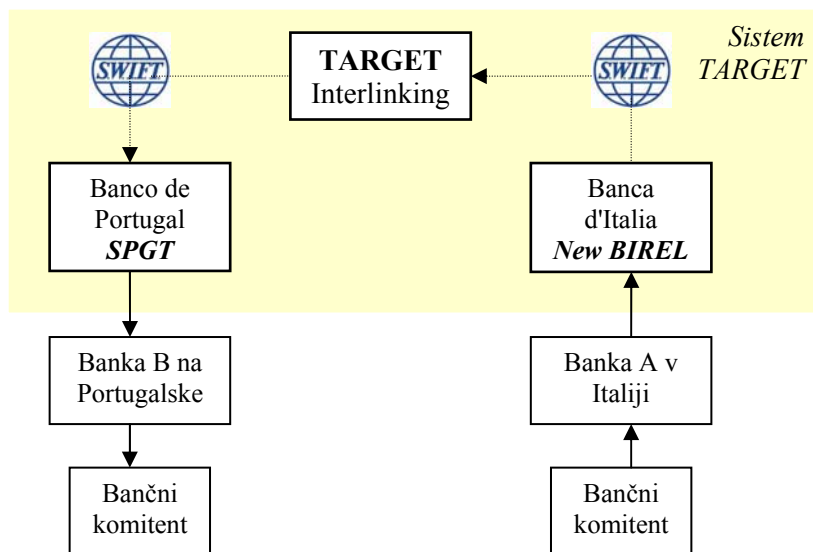 Sistem
TARGET
SWIFT
TARGET
Interlinking
SWIFT
Banco de
Portugal
SPGT
Banca
d'Italia
New BIREL
Banka B na
Portugalske
Banka A v
Italiji
Bančni
komitent
Bančni
komitent